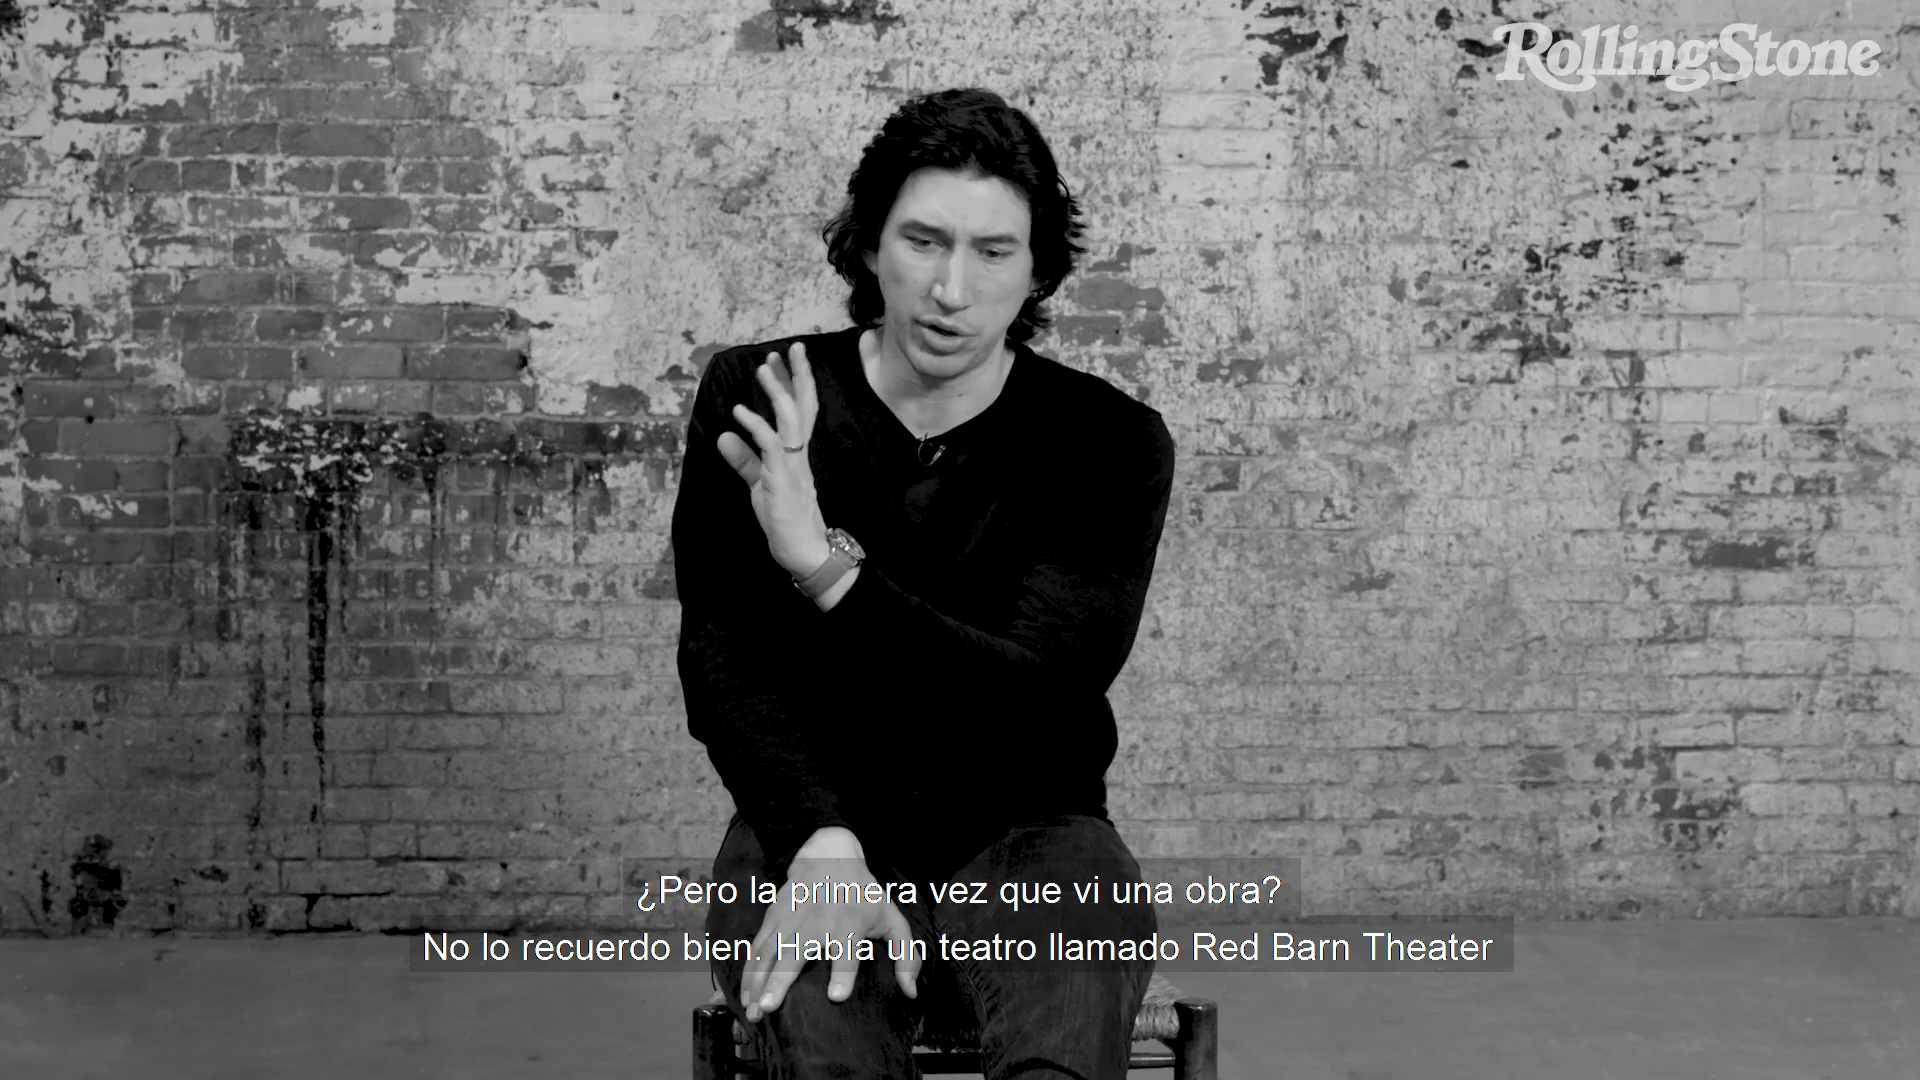 RollingStone
¿Pero la primera vez que vi una obra?
No lo recuerdo bien. Había un teatro llamado Red Barn Theater